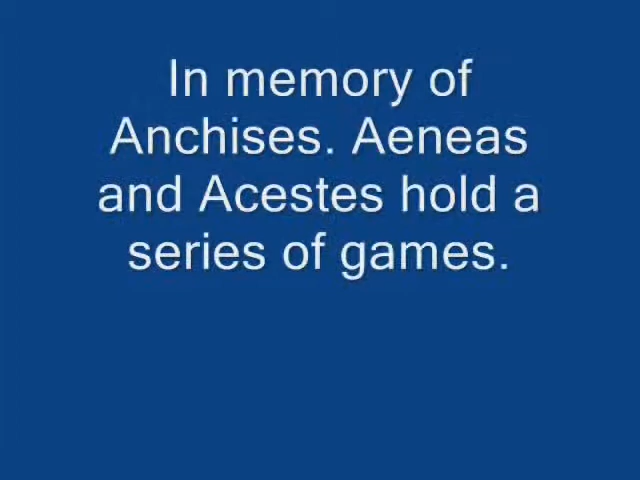 In memory of
Anchises. Aeneas
and Acestes hold a
series of games.